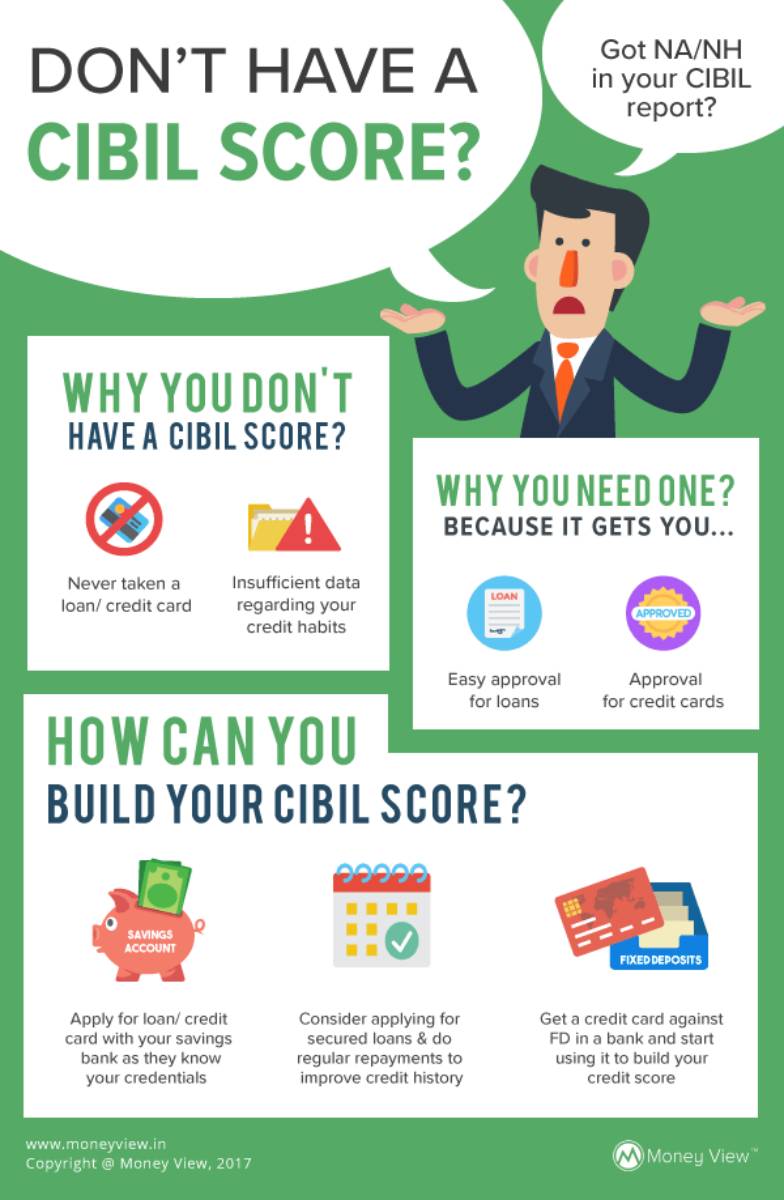 DON'T HAVE A
CIBIL SCORE?
Got NA/NH
in your CIBIL
report?
WHY YOU DON'T
HAVE A CIBIL SCORE?
Never taken a
loan/ credit card
Insufficient data
regarding your
credit habits
WHY YOU NEED ONE?
BECAUSE IT GETS YOU...
LOAN
APPROVED
Easy approval
for loans
Approval
for credit cards
HOW CAN YOU
BUILD YOUR CIBIL SCORE?
SAVINGS
ACCOUNT
FIXED DEPOSITS
Apply for loan/ credit
card with your savings
bank as they know
your credentials
Consider applying for
secured loans & do
regular repayments to
improve credit history
Get a credit card against
FD in a bank and start
using it to build your
credit score
www.moneyview.in
Copyright @ Money View, 2017
Money View™